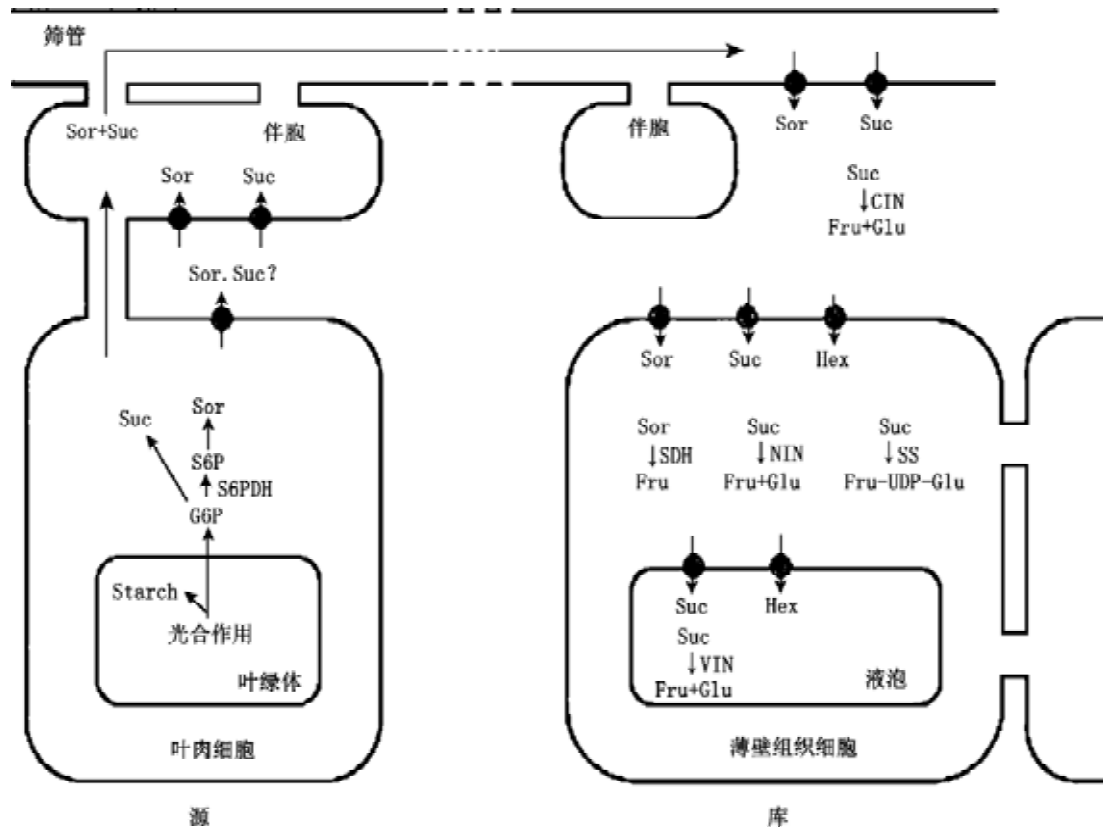 筛管
Sor+Suc
伴胞
Sor
Suc
Sor.Suc?
Suc
Sor
S6P
S6PDH
G6P
Starch
光合作用
叶绿体
叶肉细胞
源
伴胞
Sor
Suc
Suc
↓CIN
Fru+Glu
Sor
Suc
Hex
Sor
↓SDH
Fru
Suc
↓NIN
Fru+Glu
Suc
↓SS
Fru-UDP-Glu
Suc
Hex
Suc
↓VIN
Fru+Glu
液泡
薄壁组织细胞
库